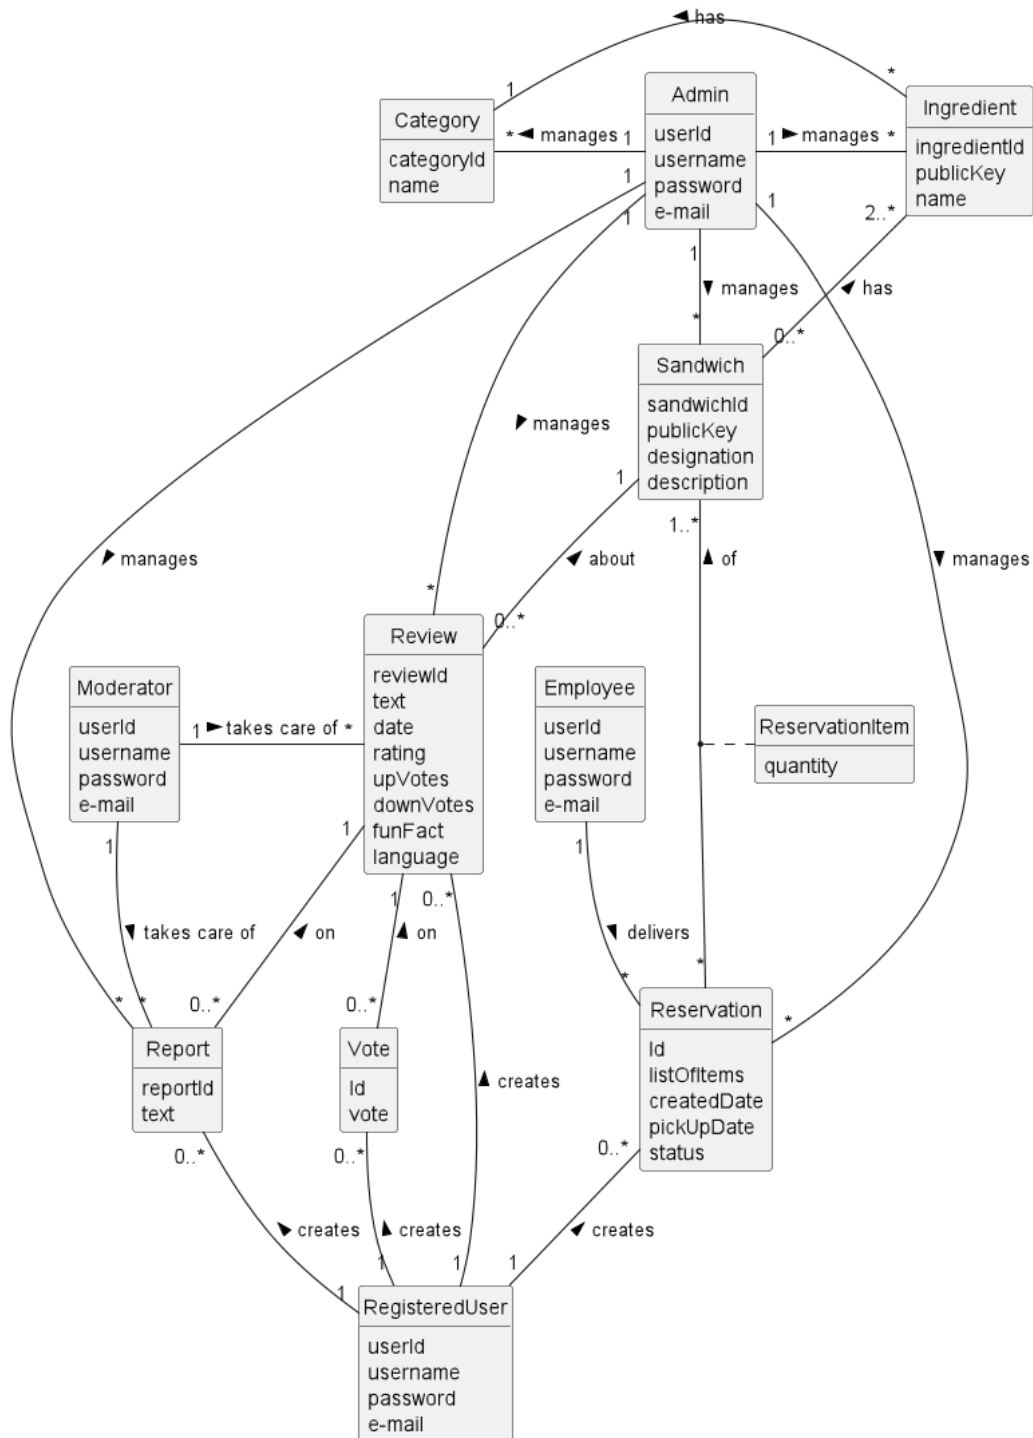 ◄ has
1
*
Category
categoryId
name
* ◄ manages 1
Admin
userId
username
password
e-mail
1 ► manages *
Ingredient
ingredientId
publicKey
name
1
1
1
1
2..*
▼ manages
▲ has
*
0..*
Sandwich
sandwichId
publicKey
designation
description
▼ manages
1
1..*
▼ manages
▲ about
▲ of
▼ manages
*
0..*
Review
reviewId
text
date
rating
upVotes
downVotes
funFact
language
Moderator
userId
username
password
e-mail
1 ► takes care of *
Employee
userId
username
password
e-mail
ReservationItem
quantity
1
1
1
0..*
1
▼ takes care of
▲ on
▲ on
▼ delivers
*
*
0..*
0..*
*
*
*
Report
reportId
text
Vote
Id
vote
▲ creates
Reservation
Id
listOfItems
createdDate
pickUpDate
status
0..*
0..*
0..*
▲ creates
▲ creates
▲ creates
1
1
1
1
RegisteredUser
userId
username
password
e-mail